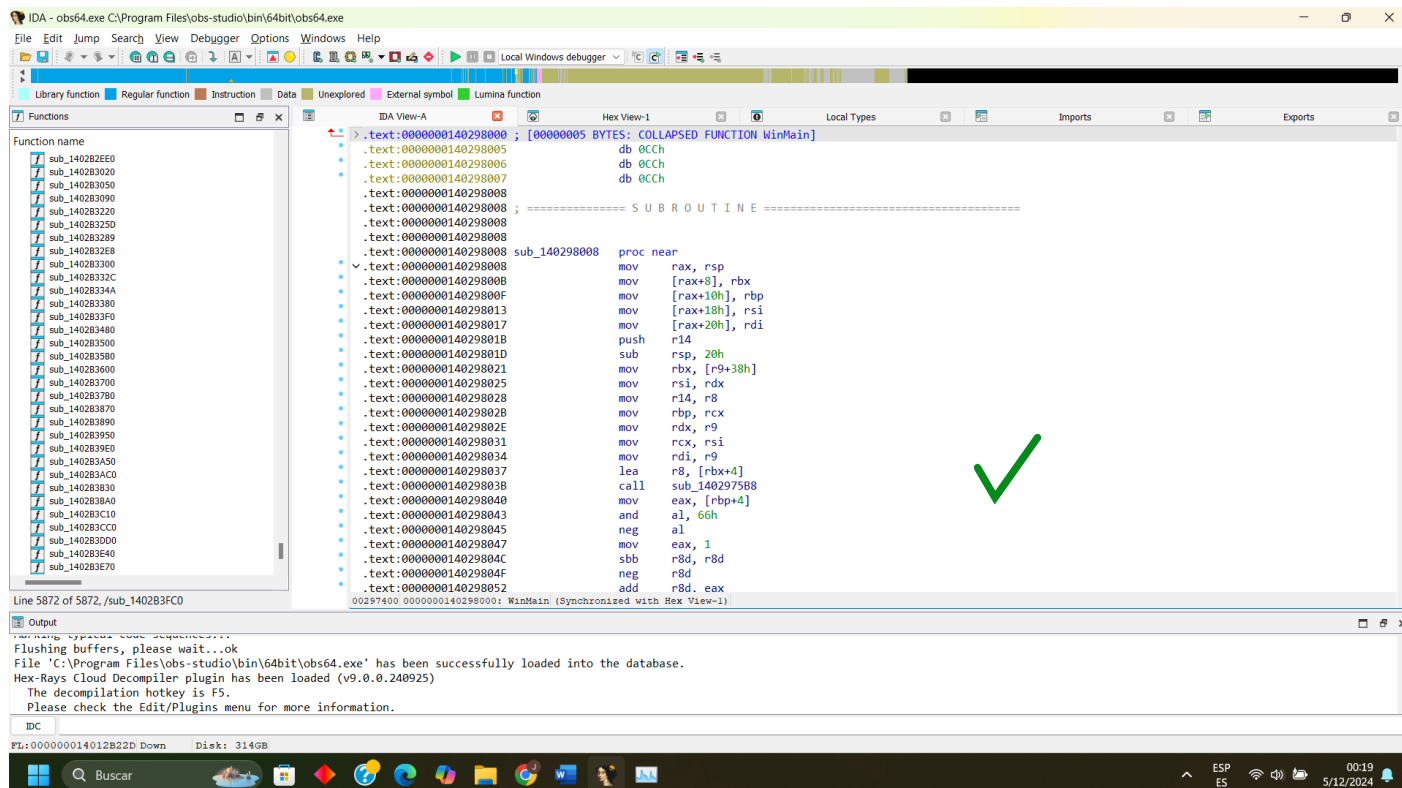 IDA - obs64.exe C:\Program Files\obs-studio\bin\64bit\obs64.exe
File Edit Jump Search View Debugger Options Windows Help
Local Windows debugger
Library function Regular function Instruction Data Unexplored External symbol Lumina function
Functions
IDA View-A Hex View-1 Local Types Imports Exports
Function name
sub_1402B2EE0
sub_1402B3020
sub_1402B3050
sub_1402B3090
sub_1402B3220
sub_1402B325D
sub_1402B3289
sub_1402B32E8
sub_1402B3300
sub_1402B332C
sub_1402B334A
sub_1402B3380
sub_1402B33F0
sub_1402B3480
sub_1402B3500
sub_1402B35B0
sub_1402B3600
sub_1402B3700
sub_1402B37B0
sub_1402B3870
sub_1402B3890
sub_1402B3950
sub_1402B39E0
sub_1402B3A50
sub_1402B3AC0
sub_1402B3B30
sub_1402B3BA0
sub_1402B3C10
sub_1402B3CC0
sub_1402B3DD0
sub_1402B3E40
sub_1402B3E70
Line 5872 of 5872, /sub_1402B3FC0
.text:0000000140298000 ; [00000005 BYTES: COLLAPSED FUNCTION WinMain]
.text:0000000140298005 db 0CCh
.text:0000000140298006 db 0CCh
.text:0000000140298007 db 0CCh
.text:0000000140298008
.text:0000000140298008 ; =============== S U B R O U T I N E =======================================
.text:0000000140298008
.text:0000000140298008
.text:0000000140298008 sub_140298008 proc near
.text:0000000140298008 mov rax, rsp
.text:000000014029800B mov [rax+8], rbx
.text:000000014029800F mov [rax+10h], rbp
.text:0000000140298013 mov [rax+18h], rsi
.text:0000000140298017 mov [rax+20h], rdi
.text:000000014029801B push r14
.text:000000014029801D sub rsp, 20h
.text:0000000140298021 mov rbx, [r9+38h]
.text:0000000140298025 mov rsi, rdx
.text:0000000140298028 mov r14, r8
.text:000000014029802B mov rbp, rcx
.text:000000014029802E mov rdx, r9
.text:0000000140298031 mov rcx, rsi
.text:0000000140298034 mov rdi, r9
.text:0000000140298037 lea r8, [rbx+4]
.text:000000014029803B call sub_1402975B8
.text:0000000140298040 mov eax, [rbp+4]
.text:0000000140298043 and al, 66h
.text:0000000140298045 neg al
.text:0000000140298047 mov eax, 1
.text:000000014029804C sbb r8d, r8d
.text:000000014029804F neg r8d
.text:0000000140298052 add r8d, eax
00297400 0000000140298000: WinMain (Synchronized with Hex View-1)
Output
Marking typical code sequences...
Flushing buffers, please wait...ok
File 'C:\Program Files\obs-studio\bin\64bit\obs64.exe' has been successfully loaded into the database.
Hex-Rays Cloud Decompiler plugin has been loaded (v9.0.0.240925)
The decompilation hotkey is F5.
Please check the Edit/Plugins menu for more information.
IDC
FL:000000014012B22D Down Disk: 314GB
Buscar
ESP
ES
00:19
5/12/2024